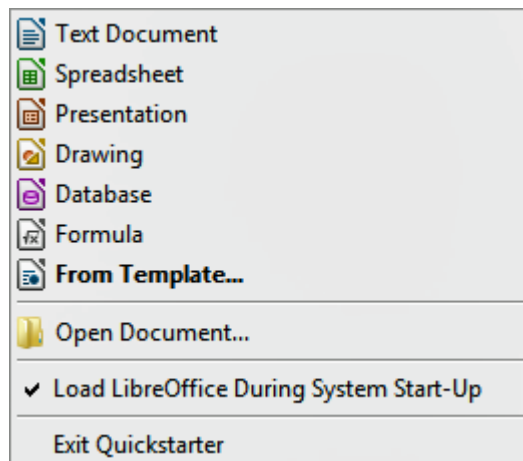 Text Document
Spreadsheet
Presentation
Drawing
Database
Formula
From Template...
Open Document...
Load LibreOffice During System Start-Up
Exit Quickstarter